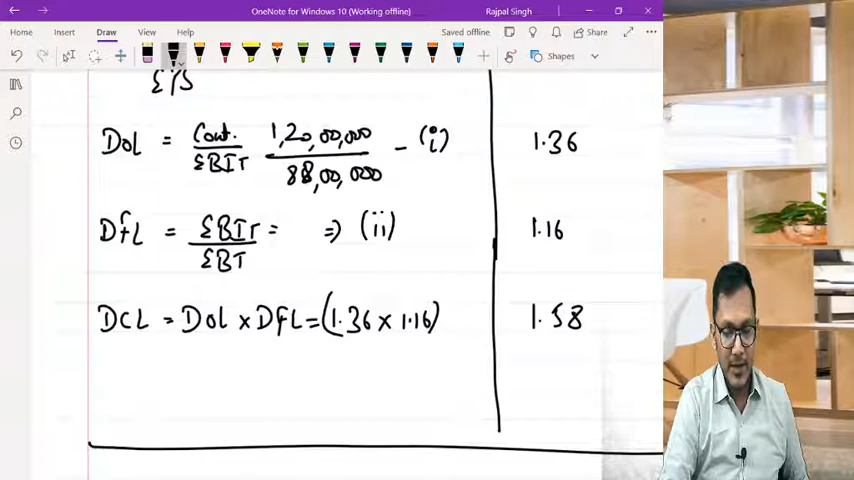 OneNote for Windows 10 (Working offline)
Rajpal Singh
Home Insert Draw View Help
Saved offline
Share
Shapes
EPS
DOL = Cont. / EBIT 1,20,00,000 / 88,00,000 - (i) 1.36
DFL = EBIT / EBT = ⇒ (ii) 1.16
DCL = DOL × DFL = (1.36 × 1.16) 1.58